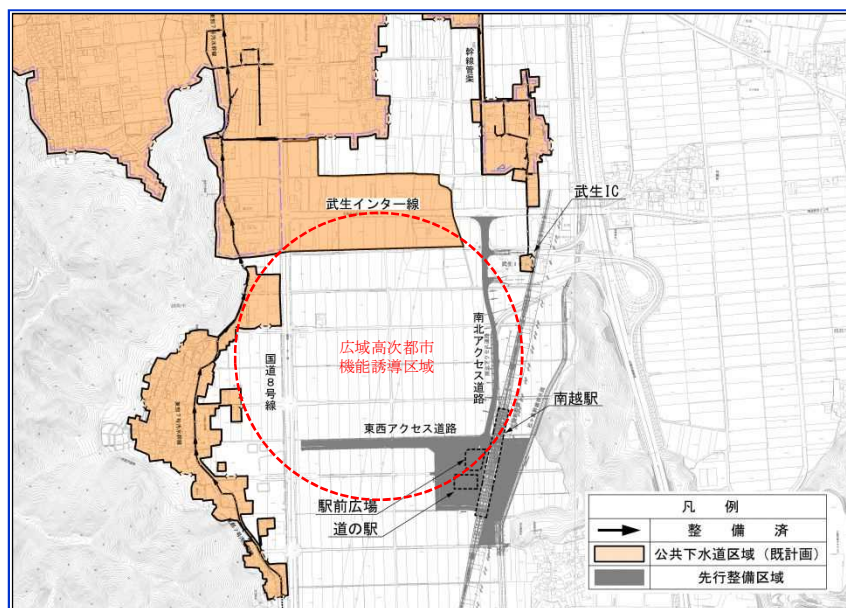 幹線管渠
武生IC
武生インター線
南北アクセス道路
広域高次都市
機能誘導区域
国道8号線
南越駅
東西アクセス道路
駅前広場
道の駅
凡 例
整 備 済
公共下水道区域（既計画）
先行整備区域